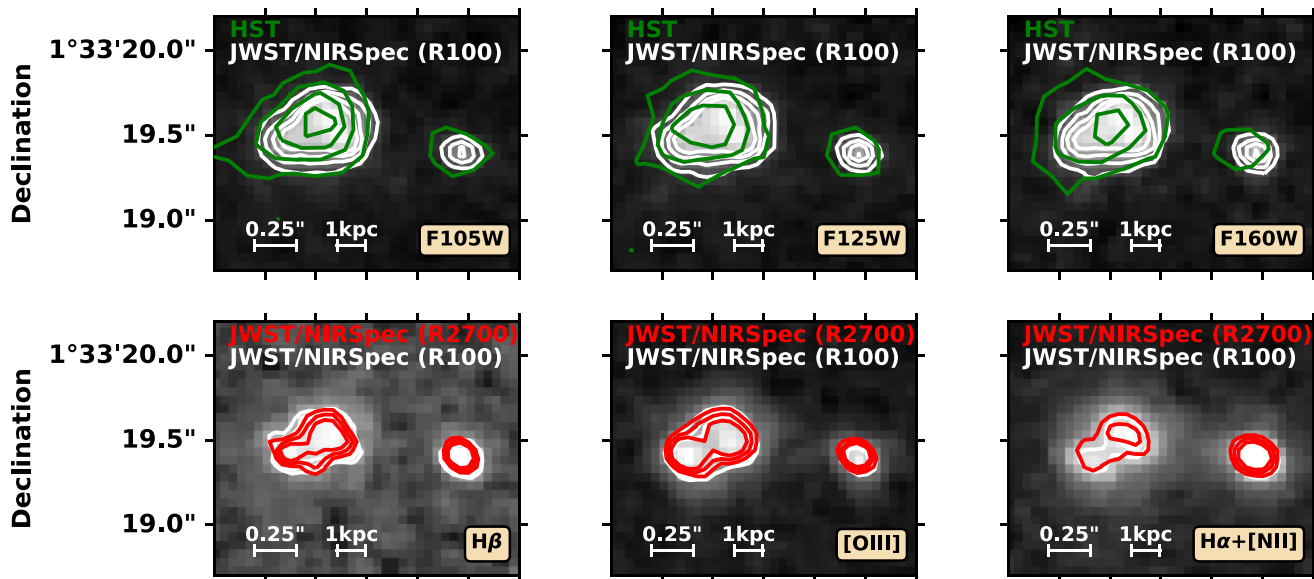 HST
JWST/NIRSpec (R100)
HST
JWST/NIRSpec (R100)
HST
JWST/NIRSpec (R100)
Declination
1°33'20.0"
19.5"
19.0"
0.25" 1kpc
F105W
0.25" 1kpc
F125W
0.25" 1kpc
F160W
JWST/NIRSpec (R2700)
JWST/NIRSpec (R100)
JWST/NIRSpec (R2700)
JWST/NIRSpec (R100)
JWST/NIRSpec (R2700)
JWST/NIRSpec (R100)
Declination
1°33'20.0"
19.5"
19.0"
0.25" 1kpc
Hβ
0.25" 1kpc
[OIII]
0.25" 1kpc
Hα+[NII]